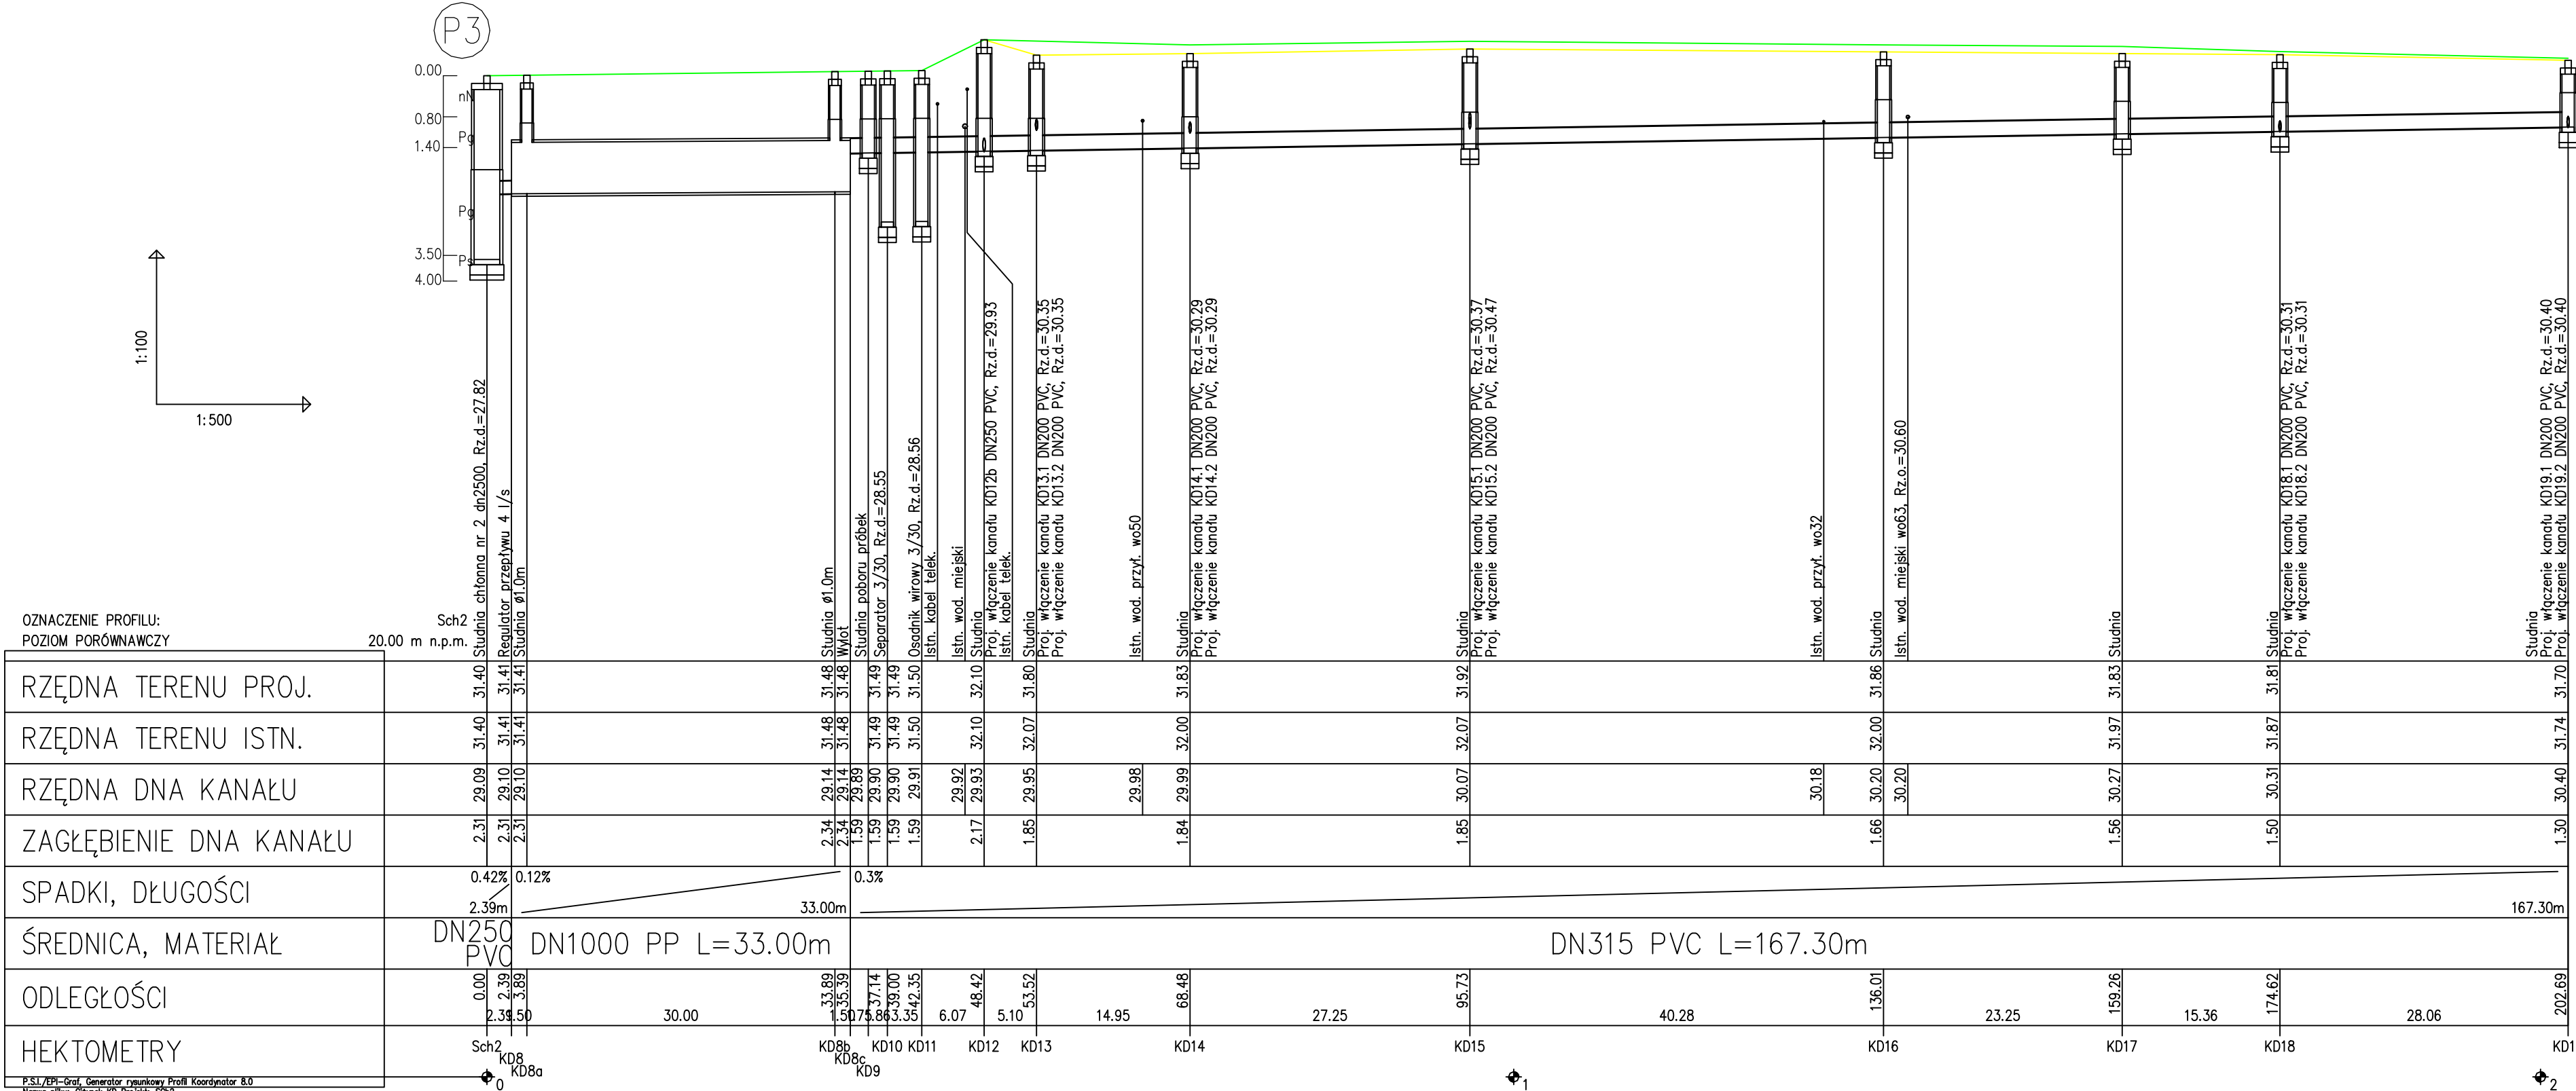 P3
0.00
nN
0.80
Pg
1.40
Pg
3.50
Ps
4.00
1:100
1:500
Studnia chłonna nr 2 dn2500, Rz.d.=27.82
Regulator przepływu 4 l/s
Studnia ø1.0m
Studnia ø1.0m
Wylot
Studnia poboru próbek
Separator 3/30, Rz.d.=28.55
Osadnik wirowy 3/30, Rz.d.=28.56
Istn. kabel telek.
Istn. wod. miejski
Studnia
Proj. włączenie kanału KD12b DN250 PVC, Rz.d.=29.93
Istn. kabel telek.
Studnia
Proj. włączenie kanału KD13.1 DN200 PVC, Rz.d.=30.35
Proj. włączenie kanału KD13.2 DN200 PVC, Rz.d.=30.35
Istn. wod. przył. wo50
Studnia
Proj. włączenie kanału KD14.1 DN200 PVC, Rz.d.=30.29
Proj. włączenie kanału KD14.2 DN200 PVC, Rz.d.=30.29
Studnia
Proj. włączenie kanału KD15.1 DN200 PVC, Rz.d.=30.37
Proj. włączenie kanału KD15.2 DN200 PVC, Rz.d.=30.47
Istn. wod. przył. wo32
Studnia
Istn. wod. miejski wo63, Rz.o.=30.60
Studnia
Studnia
Proj. włączenie kanału KD18.1 DN200 PVC, Rz.d.=30.31
Proj. włączenie kanału KD18.2 DN200 PVC, Rz.d.=30.31
Studnia
Proj. włączenie kanału KD19.1 DN200 PVC, Rz.d.=30.40
Proj. włączenie kanału KD19.2 DN200 PVC, Rz.d.=30.40
OZNACZENIE PROFILU: Sch2
POZIOM PORÓWNAWCZY 20.00 m n.p.m.
RZĘDNA TERENU PROJ. 31.40 31.41 31.41 31.48 31.48 31.49 31.49 31.50 32.10 31.80 31.83 31.92 31.86 31.83 31.81 31.70
RZĘDNA TERENU ISTN. 31.40 31.41 31.41 31.48 31.48 31.49 31.49 31.50 32.10 32.07 32.00 32.07 32.00 31.97 31.87 31.74
RZĘDNA DNA KANAŁU 29.09 29.10 29.10 29.14 29.14 29.89 29.90 29.90 29.91 29.92 29.93 29.95 29.98 29.99 30.07 30.18 30.20 30.20 30.27 30.31 30.40
ZAGŁĘBIENIE DNA KANAŁU 2.31 2.31 2.31 2.34 2.34 1.59 1.59 1.59 1.59 2.17 1.85 1.84 1.85 1.66 1.56 1.50 1.30
SPADKI, DŁUGOŚCI 0.42% 2.39m 0.12% 33.00m 0.3% 167.30m
ŚREDNICA, MATERIAŁ DN250 PVC DN1000 PP L=33.00m DN315 PVC L=167.30m
ODLEGŁOŚCI 0.00 2.39 3.89 33.89 35.39 37.14 39.00 42.35 48.42 53.52 68.48 95.73 136.01 159.26 174.62 202.69
2.39 1.50 30.00 1.50 1.75 1.86 3.35 6.07 5.10 14.95 27.25 40.28 23.25 15.36 28.06
HEKTOMETRY Sch2 KD8 KD8a KD8b KD8c KD9 KD10 KD11 KD12 KD13 KD14 KD15 KD16 KD17 KD18 KD1
0 1 2
P.S.I./EPI-Graf, Generator rysunkowy Profil Koordynator 8.0